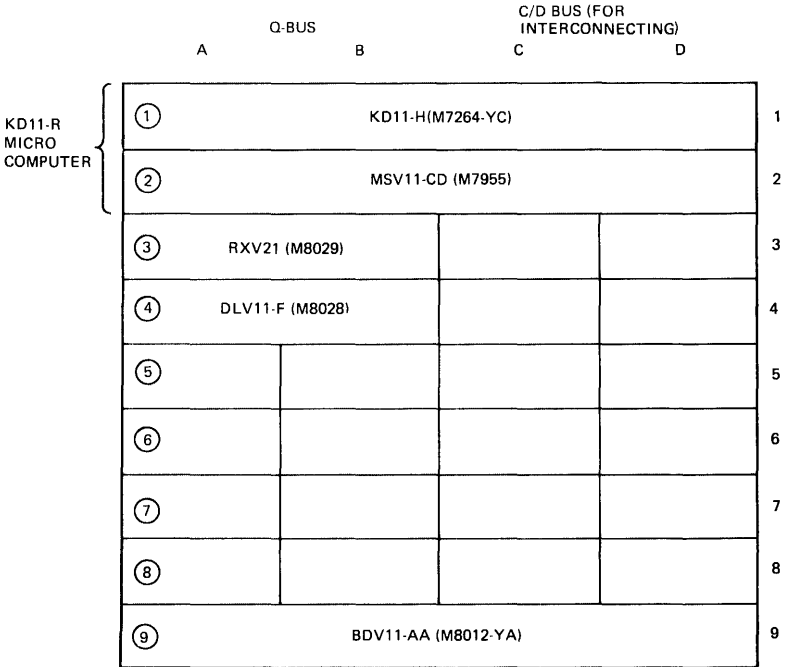 Q-BUS
C/D BUS (FOR
INTERCONNECTING)
A B C D
KD11-R
MICRO
COMPUTER
1 KD11-H(M7264-YC) 1
2 MSV11-CD (M7955) 2
3 RXV21 (M8029) 3
4 DLV11-F (M8028) 4
5 5
6 6
7 7
8 8
9 BDV11-AA (M8012-YA) 9